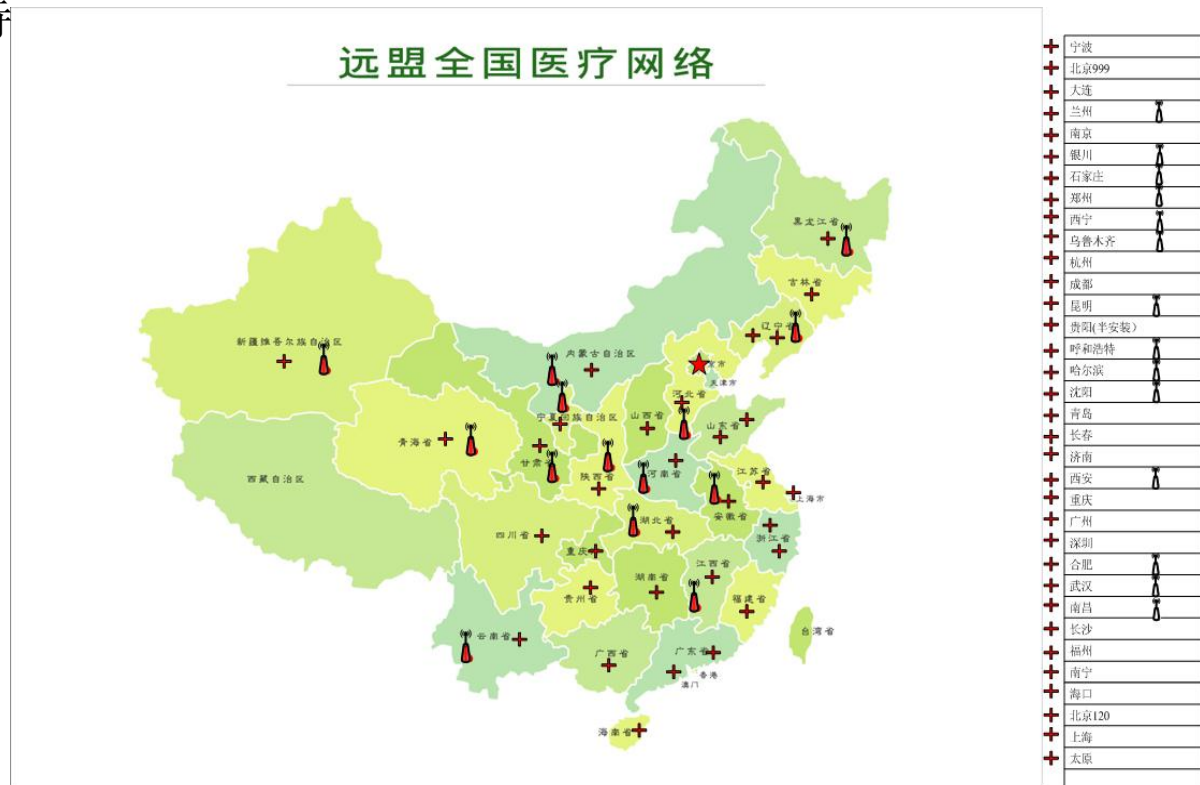 远盟全国医疗网络
黑龙江省
吉林省
辽宁省
新疆维吾尔族自治区
内蒙古自治区
京市
天津市
河北省
宁夏回族自治区
山西省
山东省
青海省
甘肃省
陕西省
河南省
江苏省
上海市
西藏自治区
安徽省
湖北省
四川省
浙江省
重庆
江西省
湖南省
贵州省
福建省
台湾省
云南省
广西省
广东省
香港
澳门
海南省
宁波
北京999
大连
兰州
南京
银川
石家庄
郑州
西宁
乌鲁木齐
杭州
成都
昆明
贵阳(半安装）
呼和浩特
哈尔滨
沈阳
青岛
长春
济南
西安
重庆
广州
深圳
合肥
武汉
南昌
长沙
福州
南宁
海口
北京120
上海
太原